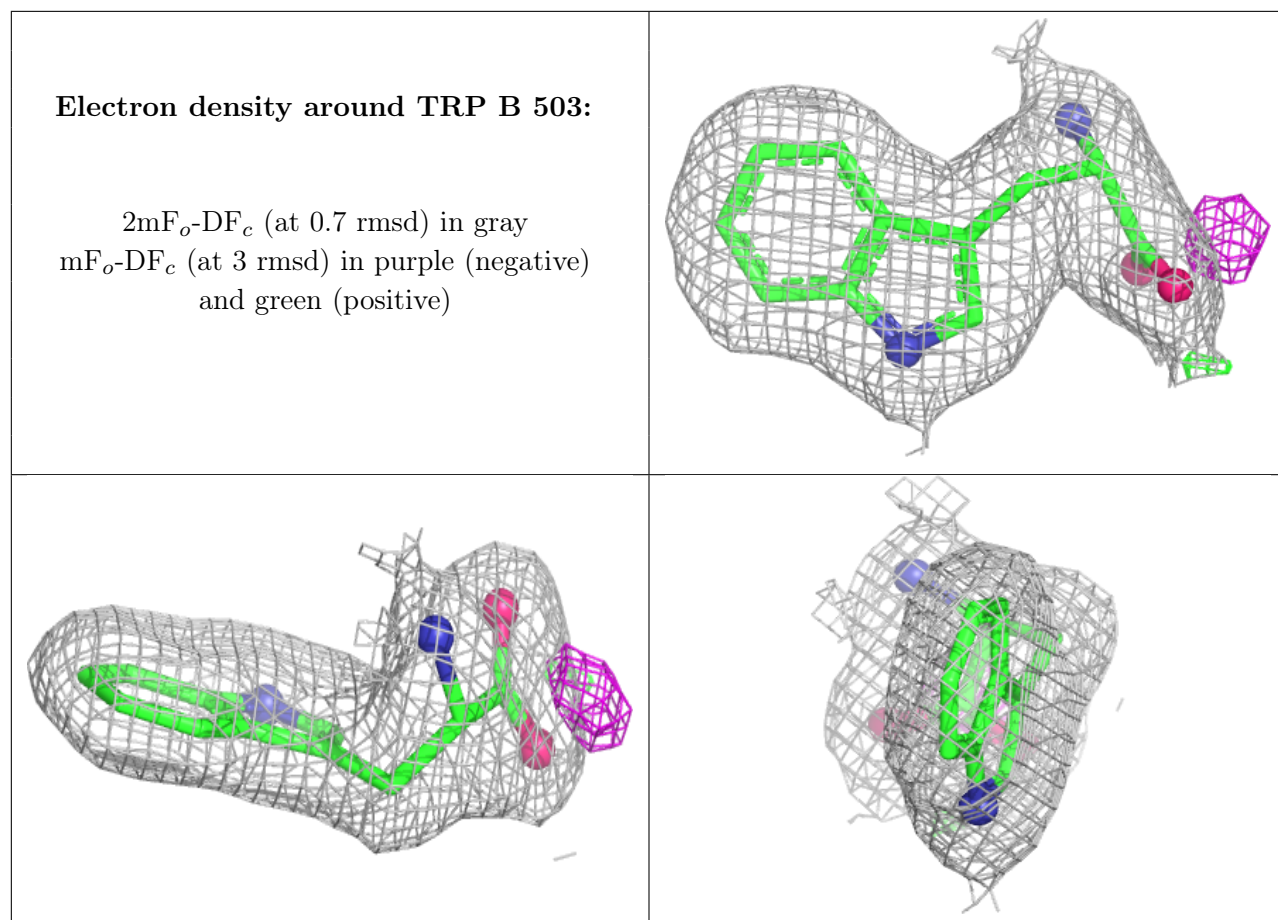 Electron density around TRP B 503:
2mFo-DFc (at 0.7 rmsd) in gray
mFo-DFc (at 3 rmsd) in purple (negative)
and green (positive)